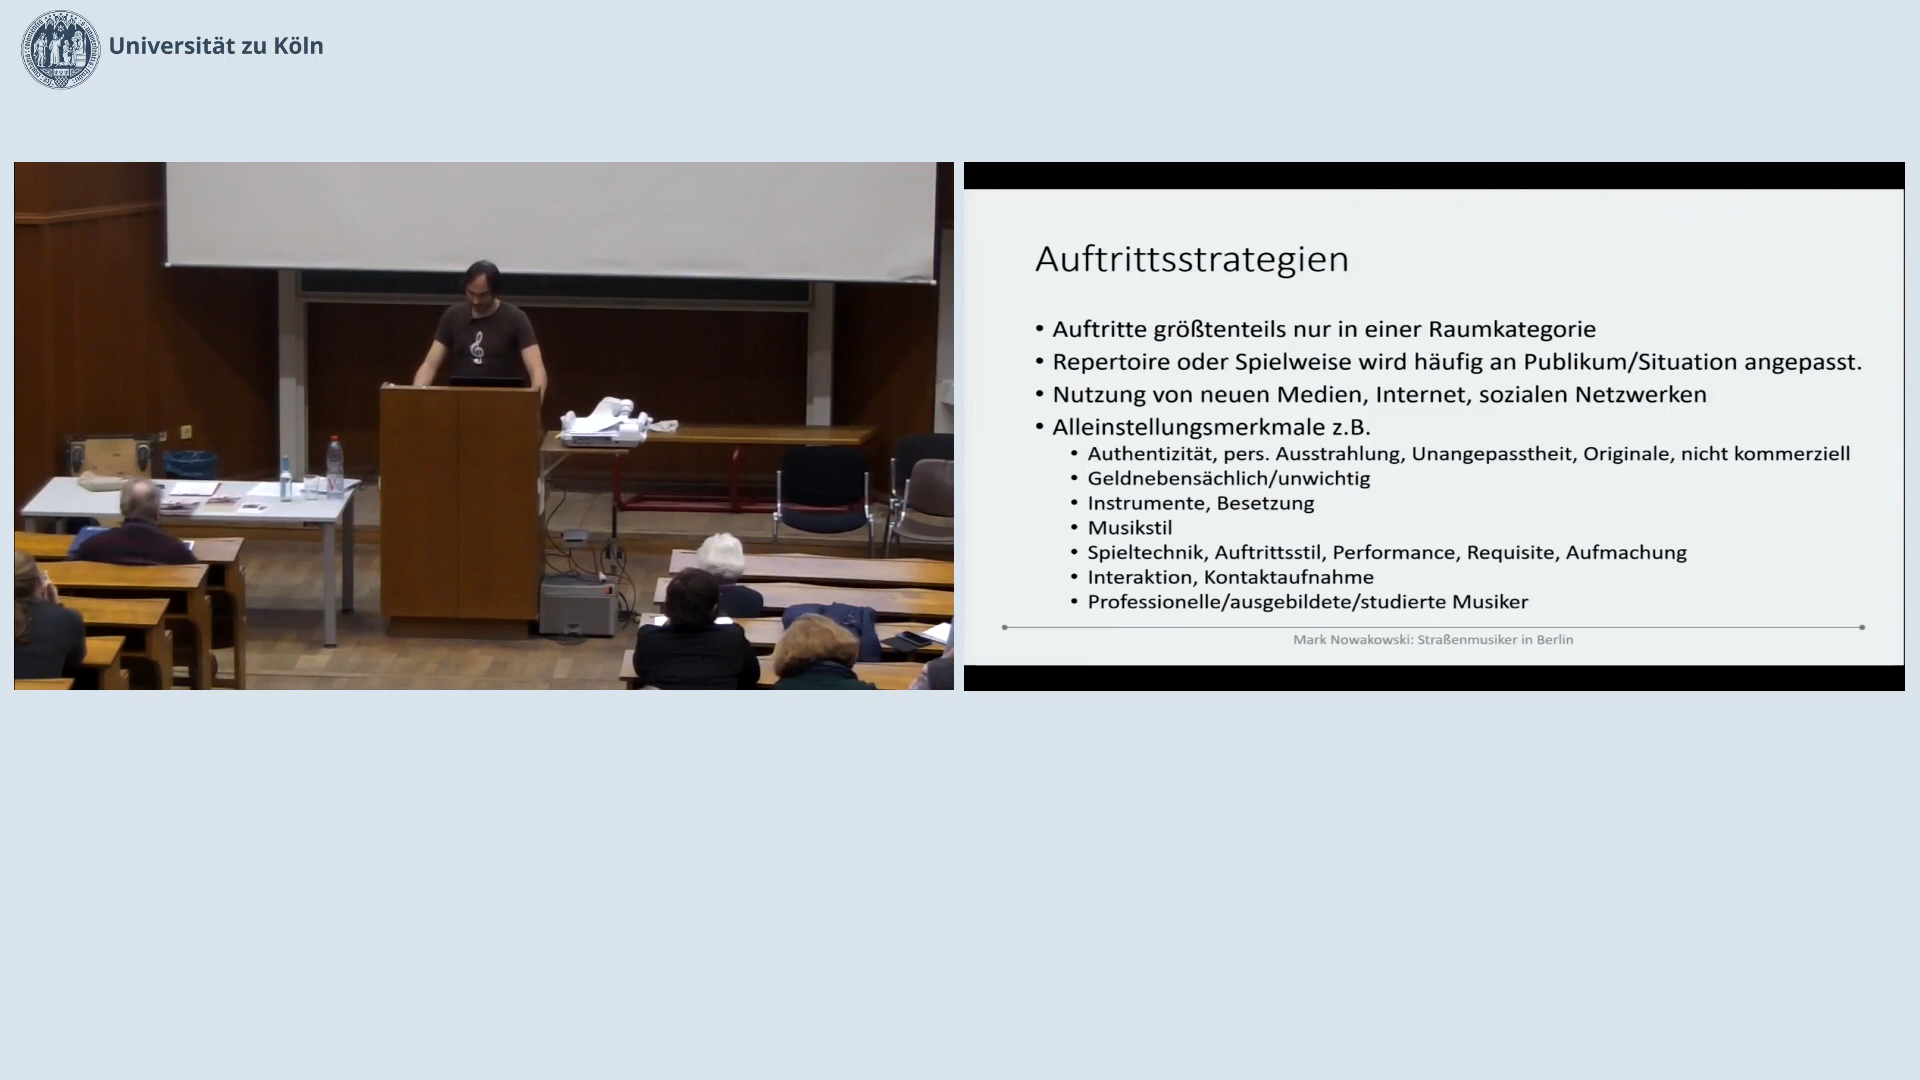 Universität zu Köln
Auftrittsstrategien
• Auftritte größtenteils nur in einer Raumkategorie
• Repertoire oder Spielweise wird häufig an Publikum/Situation angepasst.
• Nutzung von neuen Medien, Internet, sozialen Netzwerken
• Alleinstellungsmerkmale z.B.
• Authentizität, pers. Ausstrahlung, Unangepasstheit, Originale, nicht kommerziell
• Geldnebensächlich/unwichtig
• Instrumente, Besetzung
• Musikstil
• Spieltechnik, Auftrittsstil, Performance, Requisite, Aufmachung
• Interaktion, Kontaktaufnahme
• Professionelle/ausgebildete/studierte Musiker
Mark Nowakowski: Straßenmusiker in Berlin